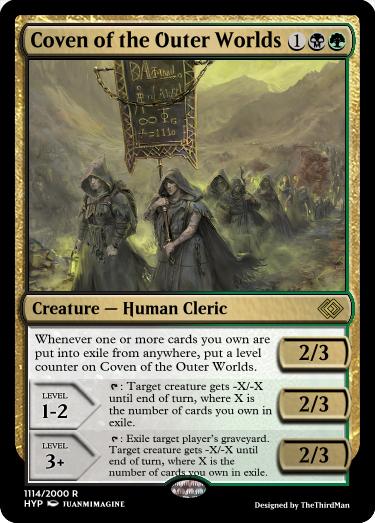 Coven of the Outer Worlds 1
Creature — Human Cleric
Whenever one or more cards you own are
put into exile from anywhere, put a level
counter on Coven of the Outer Worlds.
2/3
LEVEL
1-2
: Target creature gets -X/-X
until end of turn, where X is
the number of cards you own in
exile.
2/3
LEVEL
3+
: Exile target player's graveyard.
Target creature gets -X/-X until
end of turn, where X is the
number of cards you own in exile.
2/3
1114/2000 R
HYP IUANMIMAGINE
Designed by TheThirdMan